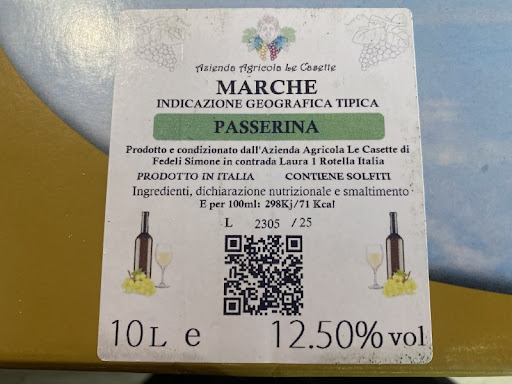 Azienda Agricola Le Casette
MARCHE
INDICAZIONE GEOGRAFICA TIPICA
PASSERINA
Prodotto e condizionato dall'Azienda Agricola Le Casette di
Fedeli Simone in contrada Laura 1 Rotella Italia
PRODOTTO IN ITALIA CONTIENE SOLFITI
Ingredienti, dichiarazione nutrizionale e smaltimento
E per 100ml: 298Kj/71 Kcal
L 2305 / 25
10 L e 12.50% vol